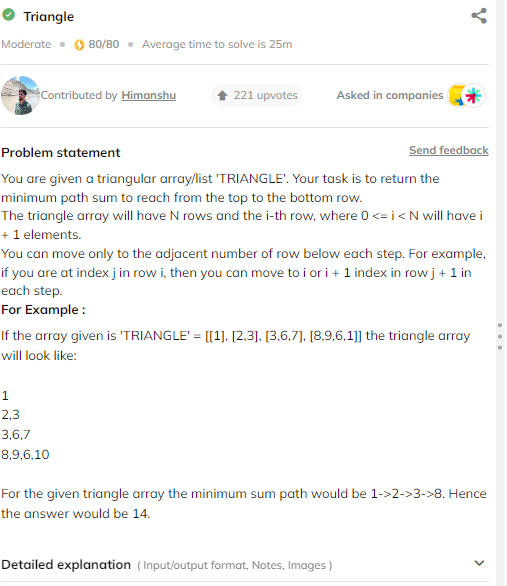 Triangle
Moderate • 80/80 • Average time to solve is 25m
Contributed by Himanshu 221 upvotes Asked in companies
Problem statement Send feedback
You are given a triangular array/list 'TRIANGLE'. Your task is to return the
minimum path sum to reach from the top to the bottom row.
The triangle array will have N rows and the i-th row, where 0 <= i < N will have i
+ 1 elements.
You can move only to the adjacent number of row below each step. For example,
if you are at index j in row i, then you can move to i or i + 1 index in row j + 1 in
each step.
For Example :
If the array given is 'TRIANGLE' = [[1], [2,3], [3,6,7], [8,9,6,1]] the triangle array
will look like:
1
2,3
3,6,7
8,9,6,10
For the given triangle array the minimum sum path would be 1->2->3->8. Hence
the answer would be 14.
Detailed explanation ( Input/output format, Notes, Images )